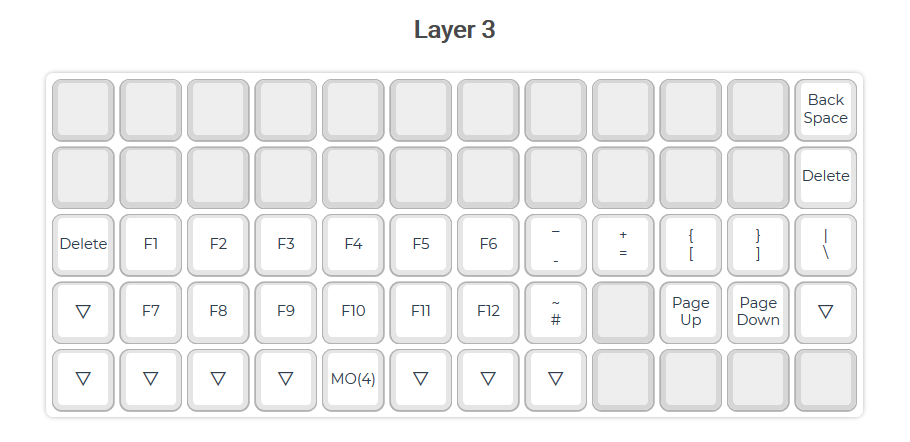 Layer 3
Back
Space
Delete
Delete F1 F2 F3 F4 F5 F6 _ - + = { [ } ] | \
▽ F7 F8 F9 F10 F11 F12 ~ # Page Up Page Down ▽
▽ ▽ ▽ ▽ MO(4) ▽ ▽ ▽